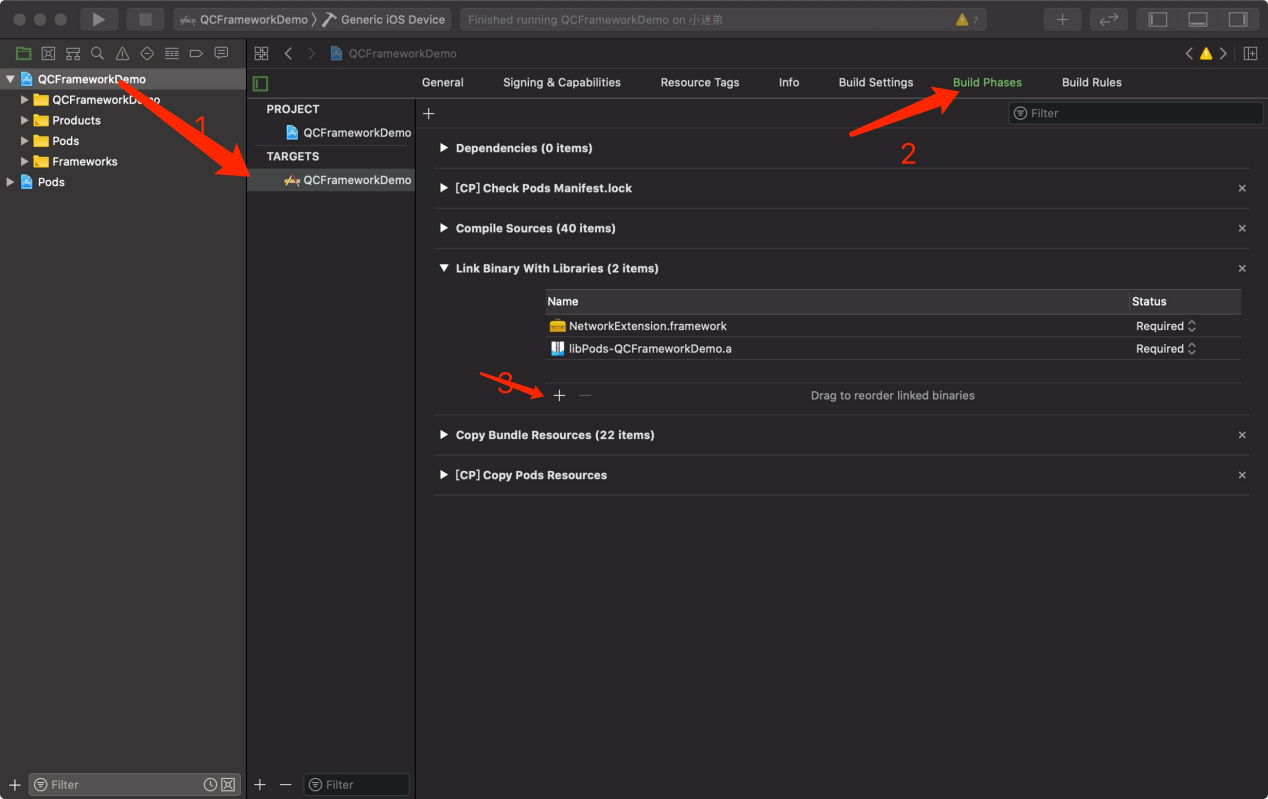 QCFrameworkDemo 〉 Generic iOS Device
Finished running QCFrameworkDemo on 小迷弟
7
QCFrameworkDemo
QCFrameworkDemo
QCFrameworkDemo
Products
Pods
Frameworks
Pods
1
General
Signing & Capabilities
Resource Tags
Info
Build Settings
Build Phases
Build Rules
PROJECT
QCFrameworkDemo
TARGETS
QCFrameworkDemo
Filter
2
Dependencies (0 items)
[CP] Check Pods Manifest.lock
Compile Sources (40 items)
Link Binary With Libraries (2 items)
Name Status
NetworkExtension.framework Required
libPods-QCFrameworkDemo.a Required
3
Drag to reorder linked binaries
Copy Bundle Resources (22 items)
[CP] Copy Pods Resources
Filter
Filter